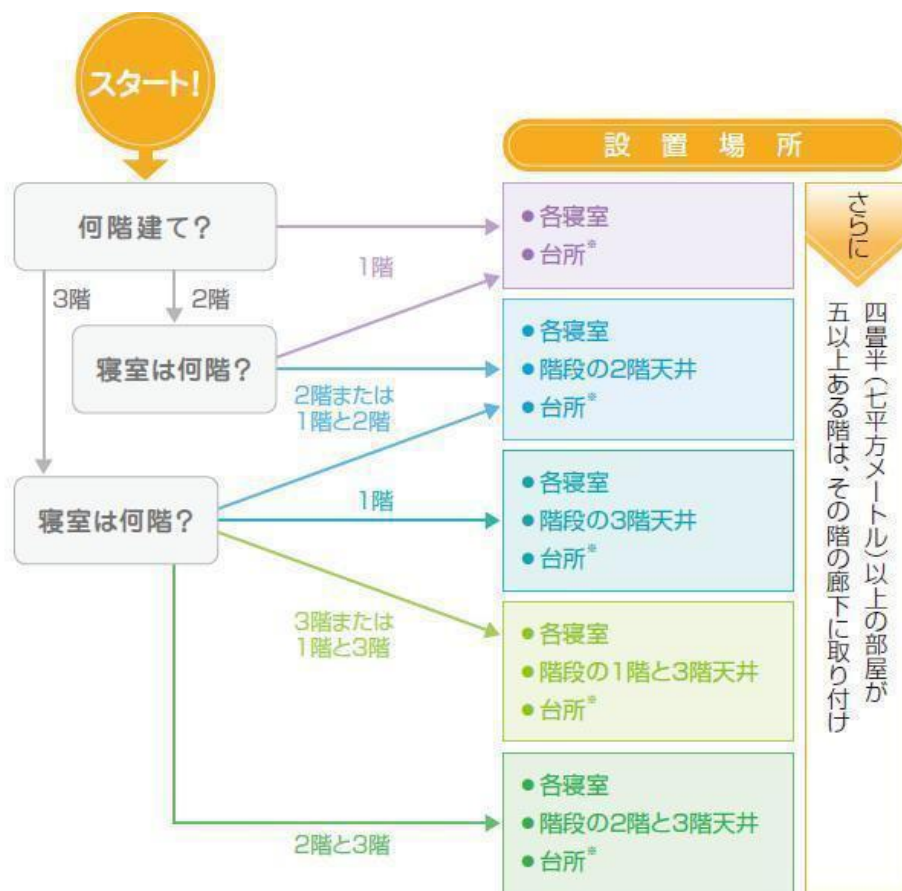 スタート!
設置場所
何階建て?
1階
3階
2階
寝室は何階?
2階または
1階と2階
寝室は何階?
1階
3階または
1階と3階
2階と3階
●各寝室
●台所※
●各寝室
●階段の2階天井
●台所※
●各寝室
●階段の3階天井
●台所※
●各寝室
●階段の1階と3階天井
●台所※
●各寝室
●階段の2階と3階天井
●台所※
さらに
四畳半(七平方メートル)以上の部屋が
五以上ある階は、その階の廊下に取り付け